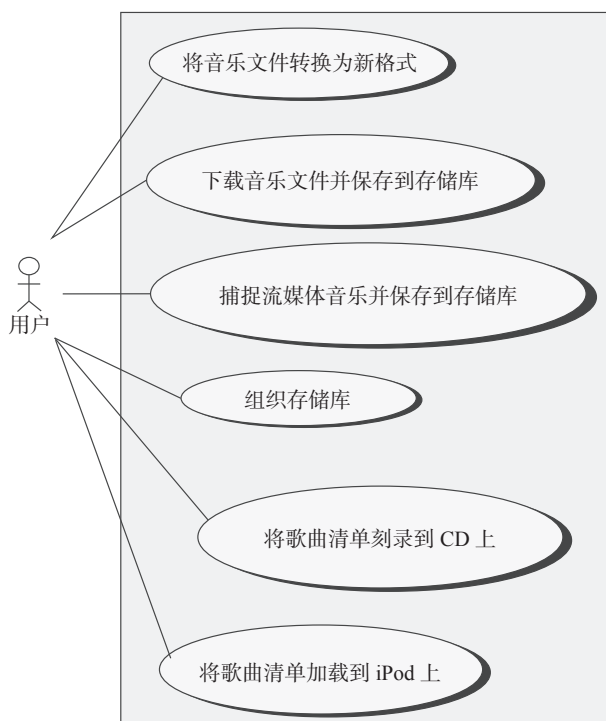 将音乐文件转换为新格式
下载音乐文件并保存到存储库
捕捉流媒体音乐并保存到存储库
用户
组织存储库
将歌曲清单刻录到 CD 上
将歌曲清单加载到 iPod 上